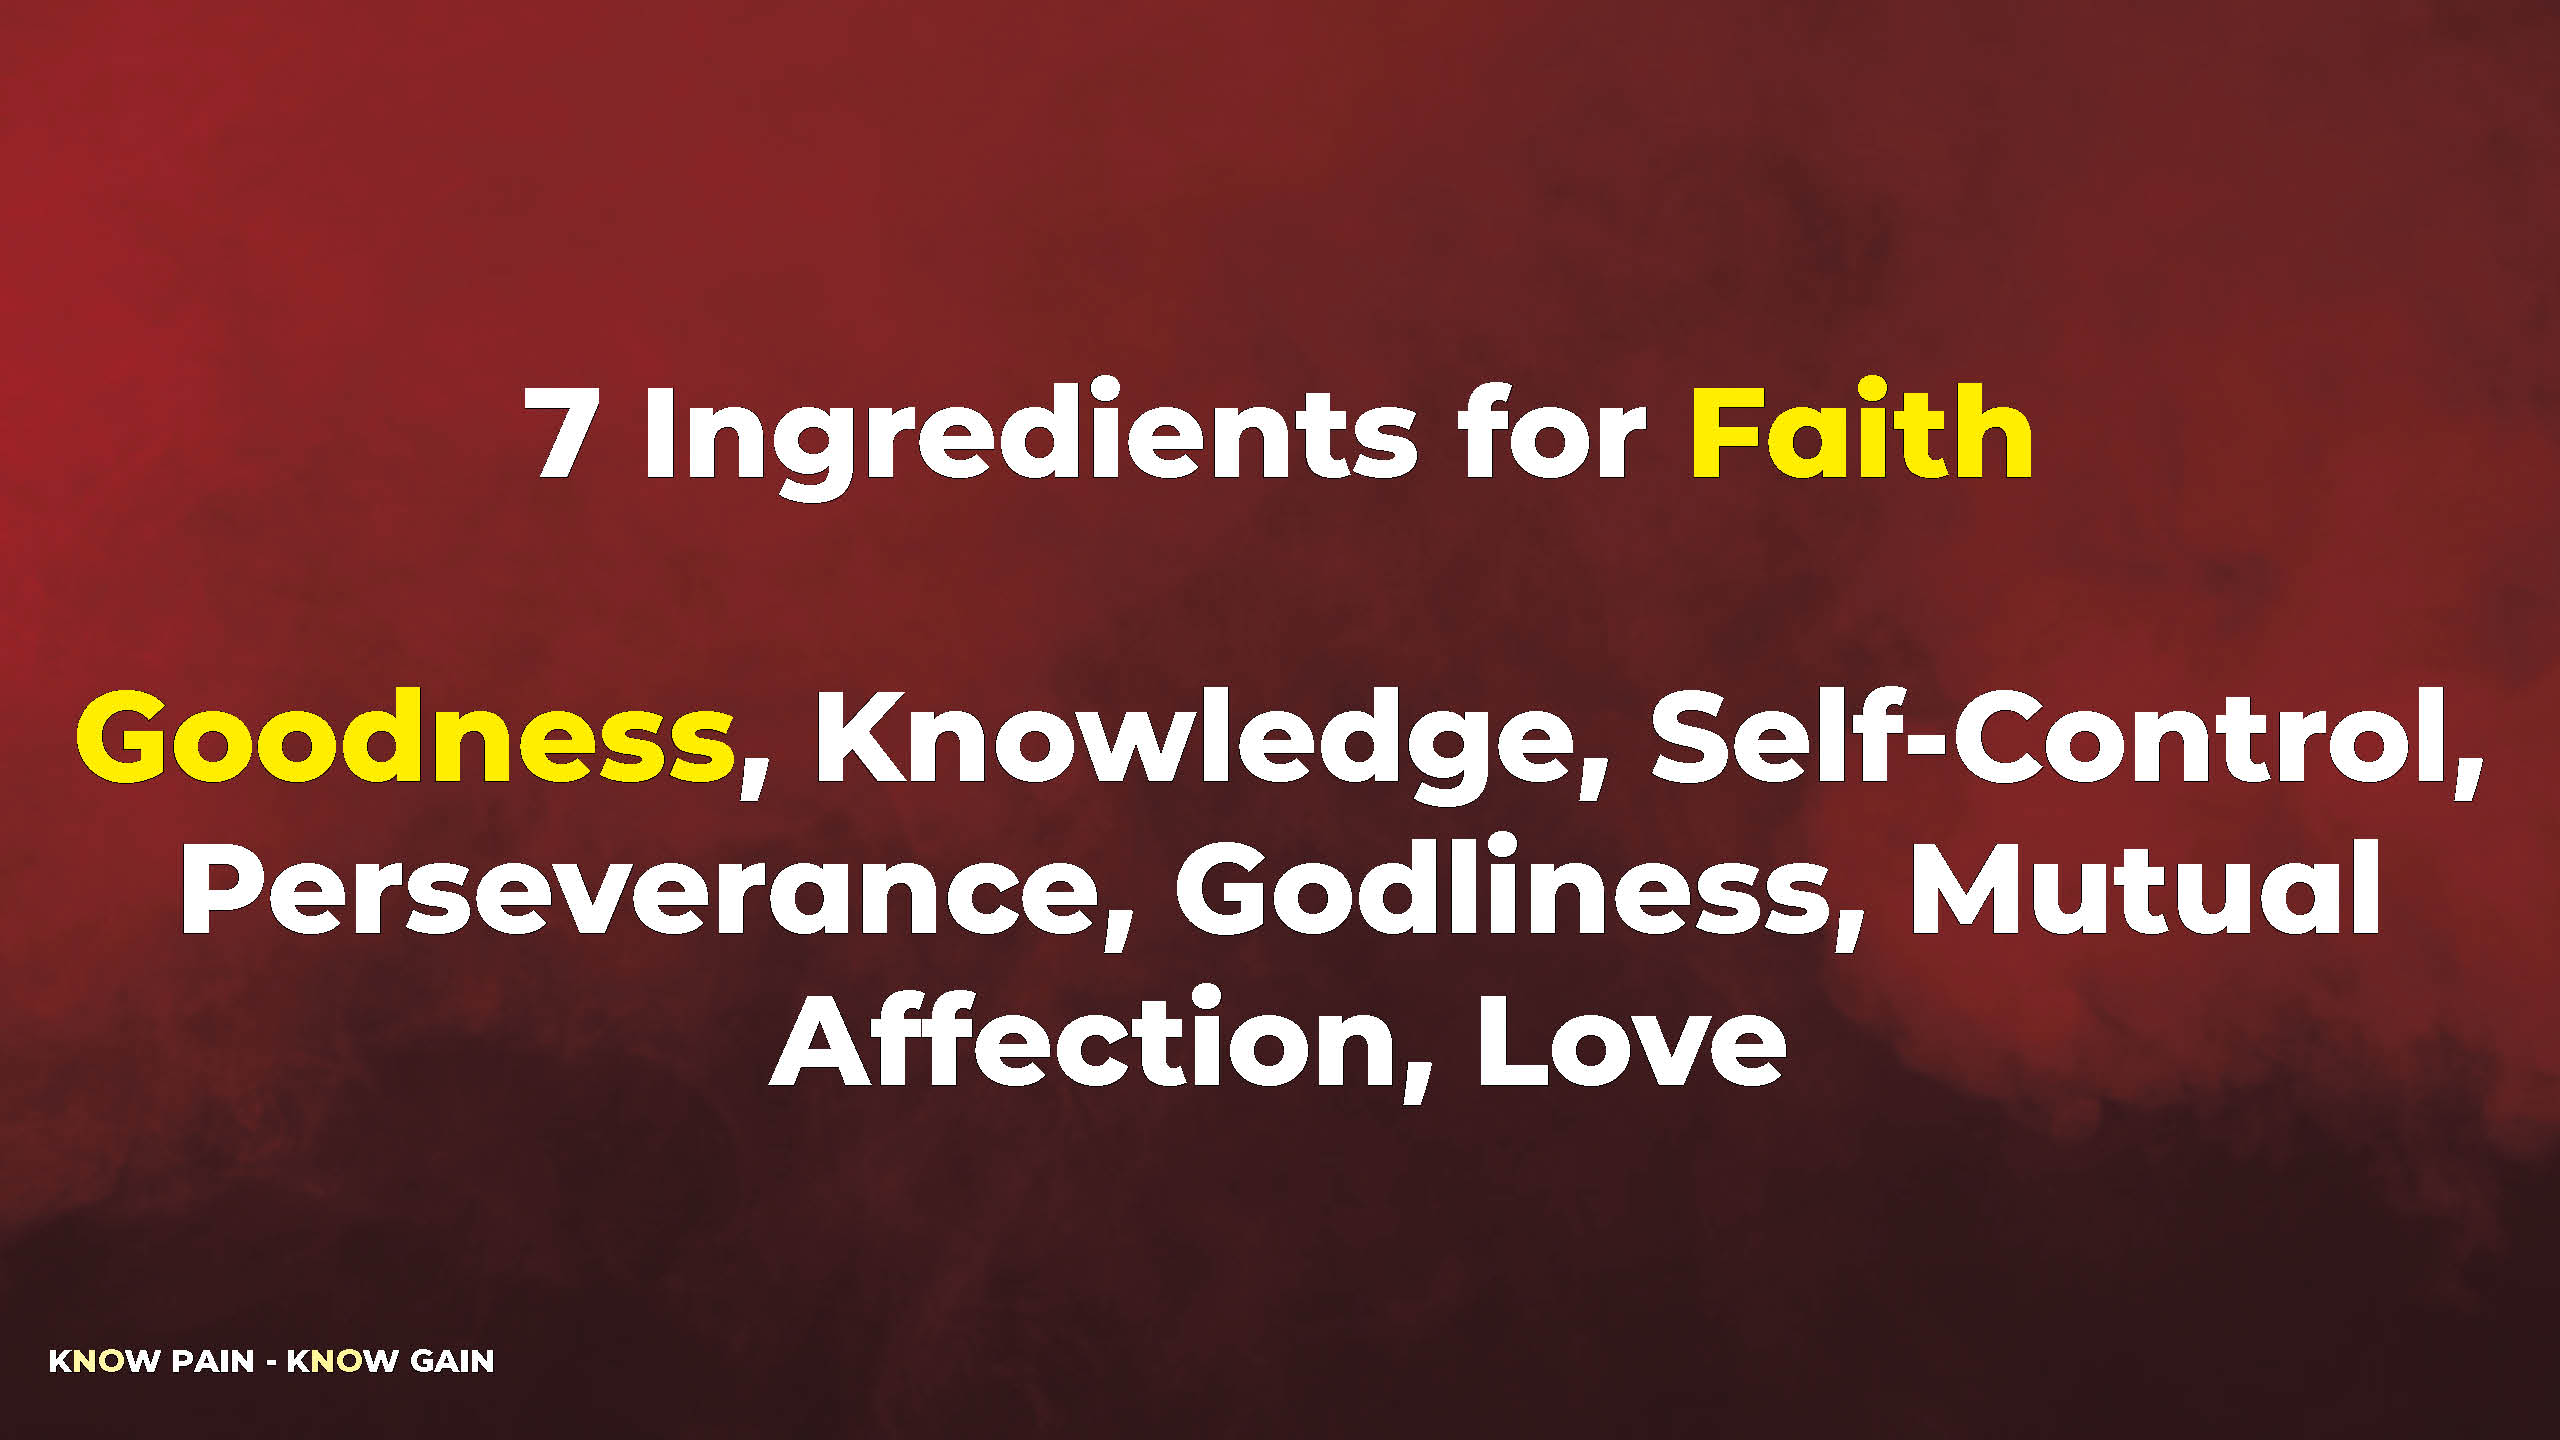 7 Ingredients for Faith
Goodness, Knowledge, Self-Control,
Perseverance, Godliness, Mutual
Affection, Love
KNOW PAIN - KNOW GAIN